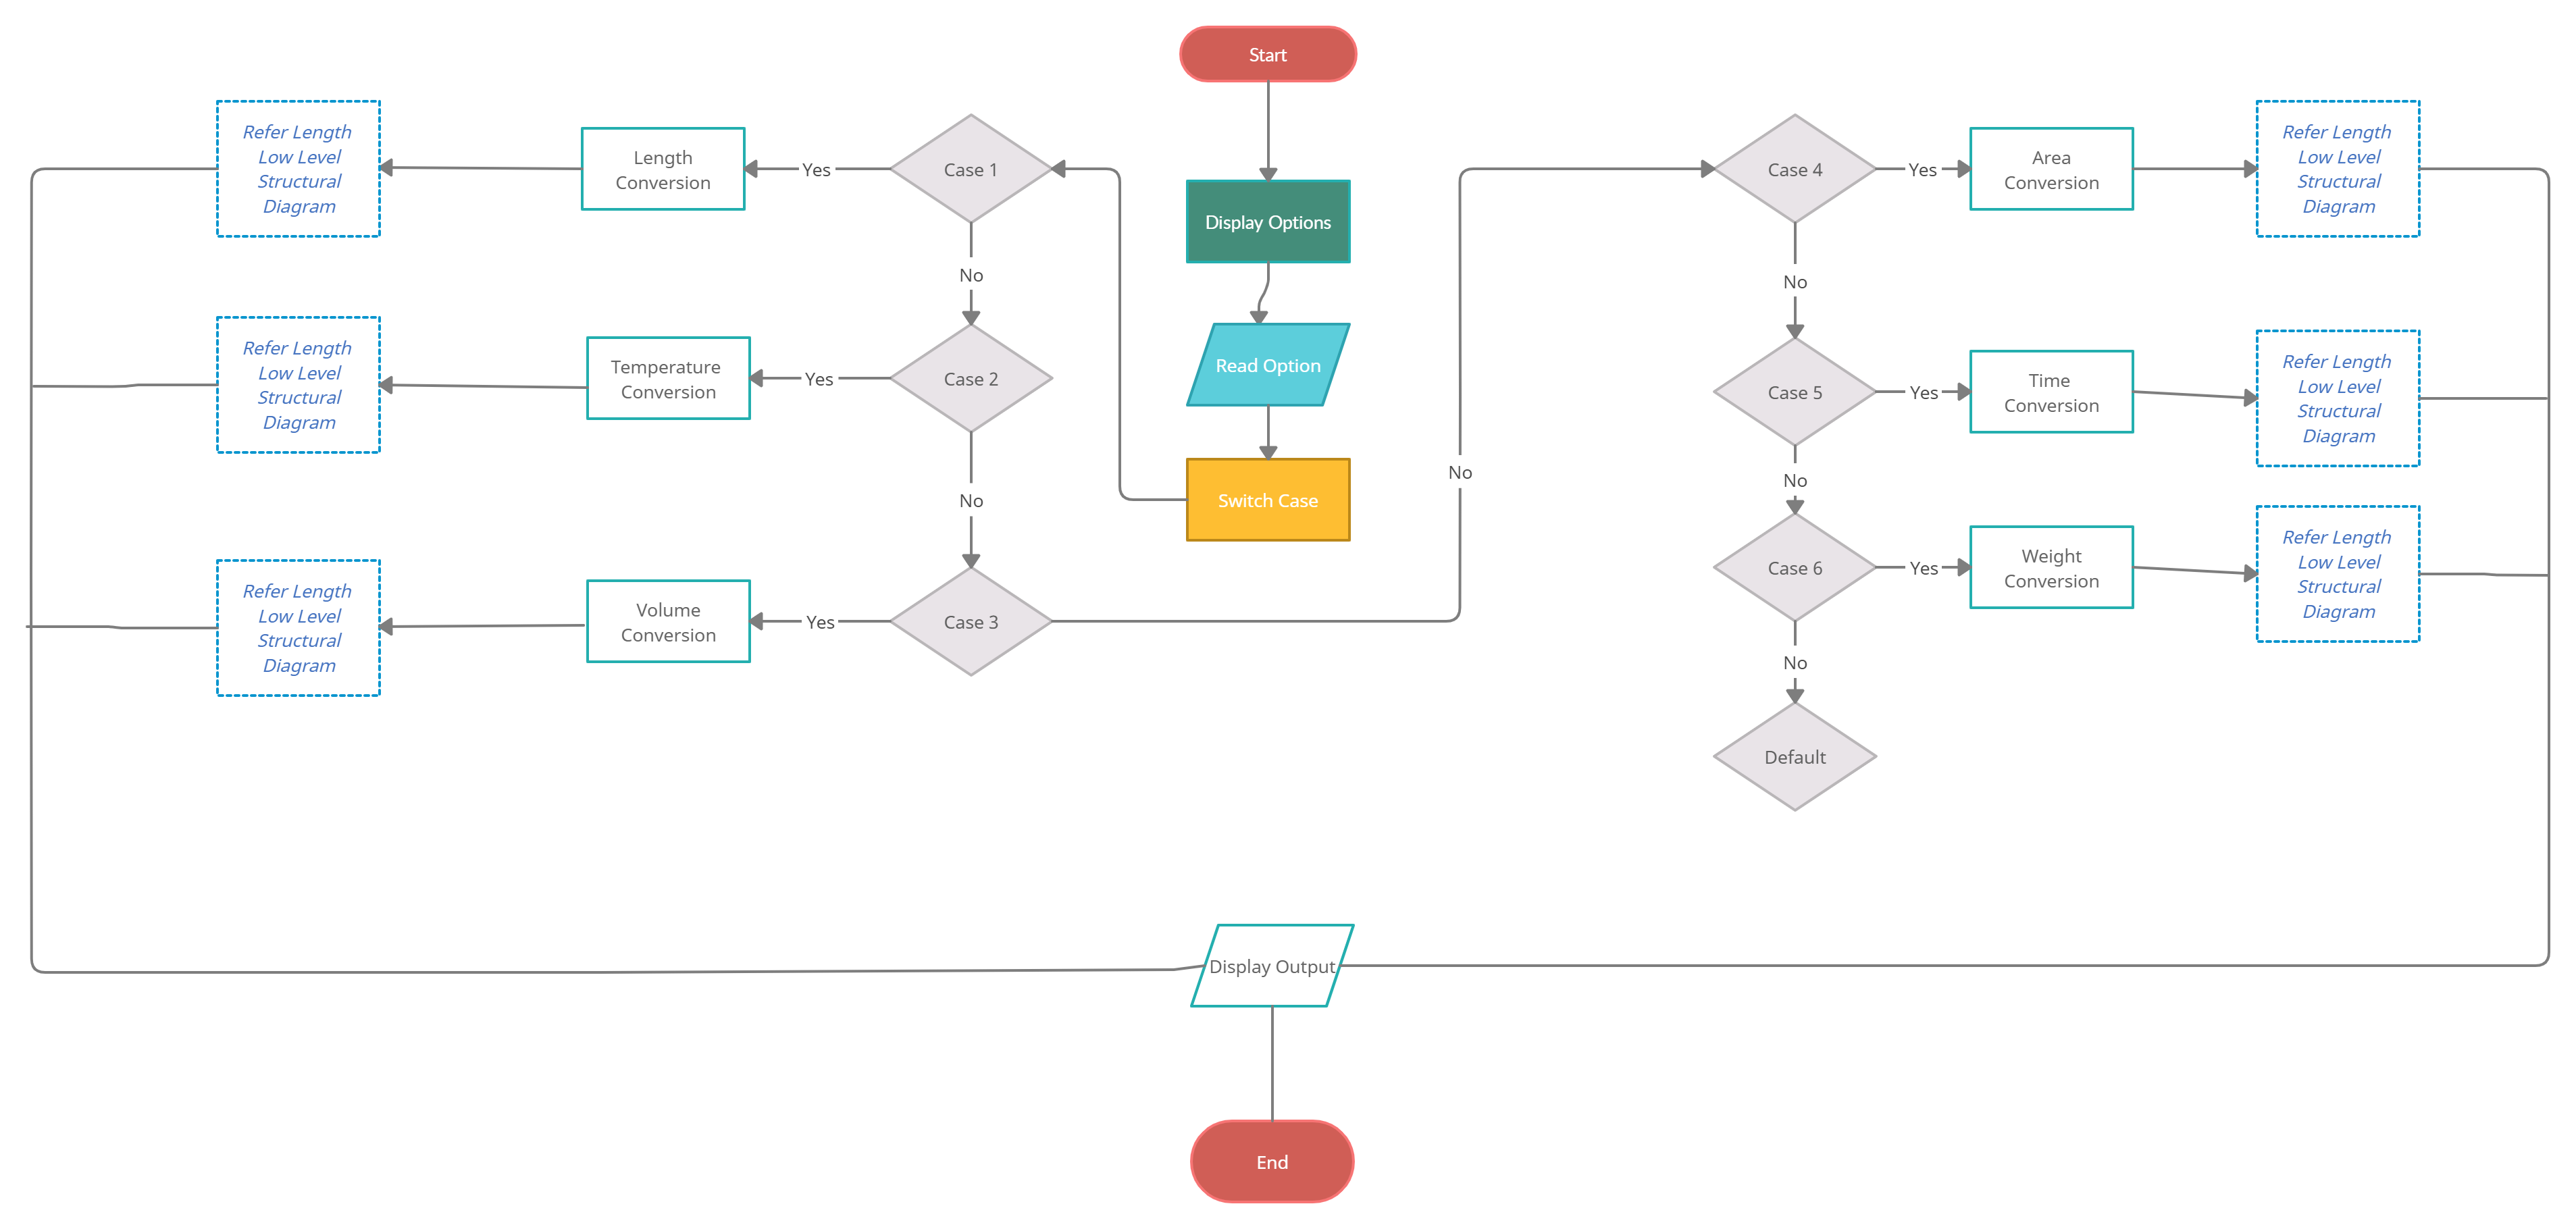 Start
Display Options
Read Option
Switch Case
Case 1
Yes
Length
Conversion
Refer Length
Low Level
Structural
Diagram
No
Case 2
Yes
Temperature
Conversion
Refer Length
Low Level
Structural
Diagram
No
Case 3
Yes
Volume
Conversion
Refer Length
Low Level
Structural
Diagram
No
Case 4
Yes
Area
Conversion
Refer Length
Low Level
Structural
Diagram
No
Case 5
Yes
Time
Conversion
Refer Length
Low Level
Structural
Diagram
No
Case 6
Yes
Weight
Conversion
Refer Length
Low Level
Structural
Diagram
No
Default
Display Output
End